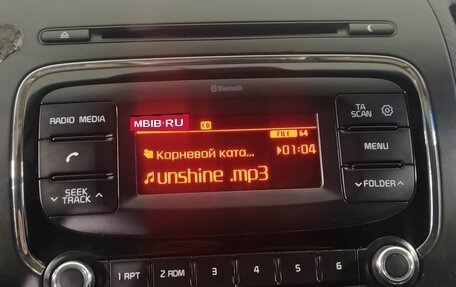 Bluetooth
RADIO MEDIA
MBIB-RU
FILE 64
TA
SCAN
Корневой ката... 01:04
MENU
unshine .mp3
SEEK
TRACK
FOLDER
1 RPT 2 RDM 3 4 5 6